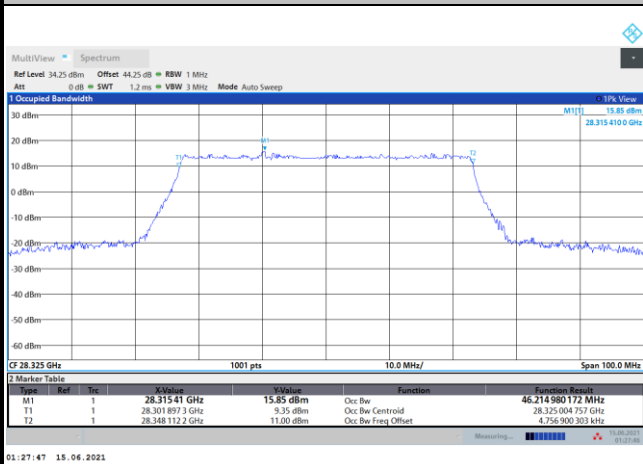 MultiView Spectrum
Ref Level 34.25 dBm Offset 44.25 dB RBW 1 MHz
Att 0 dB SWT 1.2 ms VBW 3 MHz Mode Auto Sweep
1 Occupied Bandwidth 1Pk View
M1[1] 15.85 dBm
28.315 410 0 GHz
30 dBm
20 dBm
M1
T1
T2
10 dBm
0 dBm
-10 dBm
-20 dBm
-30 dBm
-40 dBm
-50 dBm
-60 dBm
CF 28.325 GHz 1001 pts 10.0 MHz/ Span 100.0 MHz
2 Marker Table
Type Ref Trc X-Value Y-Value Function Function Result
M1 1 28.315 41 GHz 15.85 dBm Occ Bw 46.214 980 172 MHz
T1 1 28.301 897 3 GHz 9.35 dBm Occ Bw Centroid 28.325 004 757 GHz
T2 1 28.348 112 2 GHz 11.00 dBm Occ Bw Freq Offset 4.756 900 303 kHz
Measuring... 15.06.2021
01:27:46
01:27:47 15.06.2021